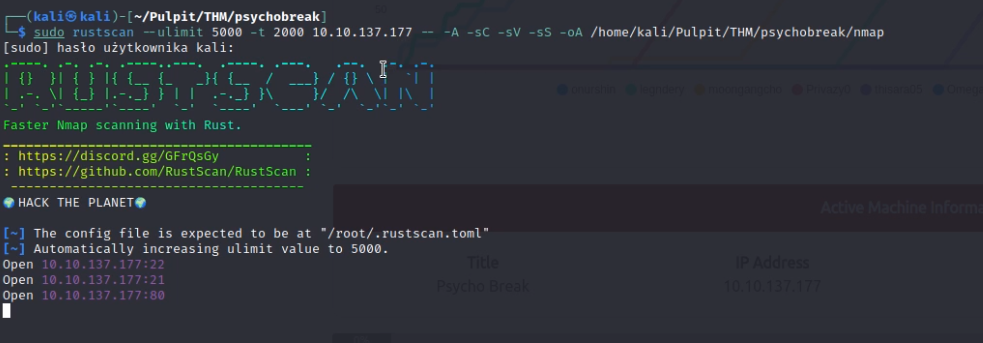 ┌──(kali㉿kali)-[~/Pulpit/THM/psychobreak]
└─$ sudo rustscan --ulimit 5000 -t 2000 10.10.137.177 -- -A -sC -sV -sS -oA /home/kali/Pulpit/THM/psychobreak/nmap
[sudo] hasło użytkownika kali:
RUSTSCAN
Faster Nmap scanning with Rust.
: https://discord.gg/GFrQsGy :
: https://github.com/RustScan/RustScan :
🌍HACK THE PLANET🌍
[~] The config file is expected to be at "/root/.rustscan.toml"
[~] Automatically increasing ulimit value to 5000.
Open 10.10.137.177:22
Open 10.10.137.177:21
Open 10.10.137.177:80
Active Machine Informa
Title
IP Address
Psycho Break
10.10.137.177